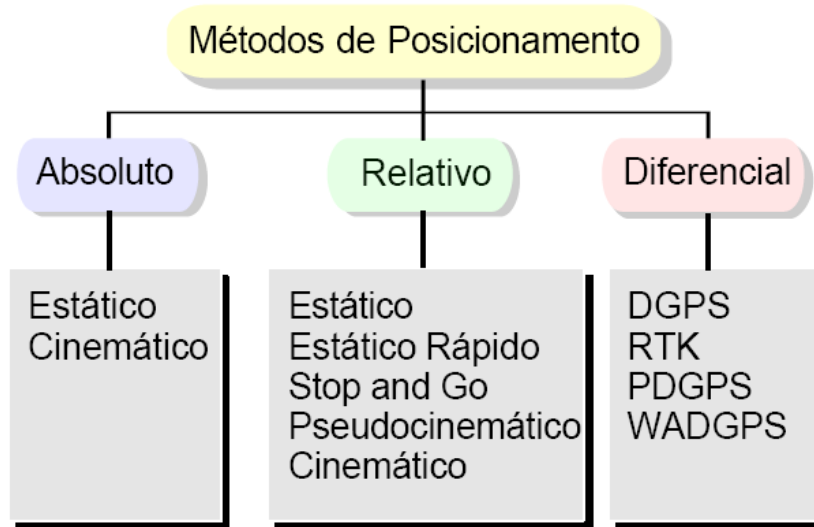 Métodos de Posicionamento
Absoluto
Relativo
Diferencial
Estático
Cinemático
Estático
Estático Rápido
Stop and Go
Pseudocinemático
Cinemático
DGPS
RTK
PDGPS
WADGPS